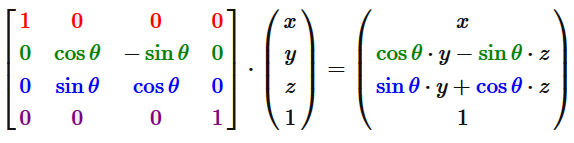 1 0 0 0 x x
0 cos θ − sin θ 0 y cos θ · y − sin θ · z
0 sin θ cos θ 0 · z = sin θ · y + cos θ · z
0 0 0 1 1 1